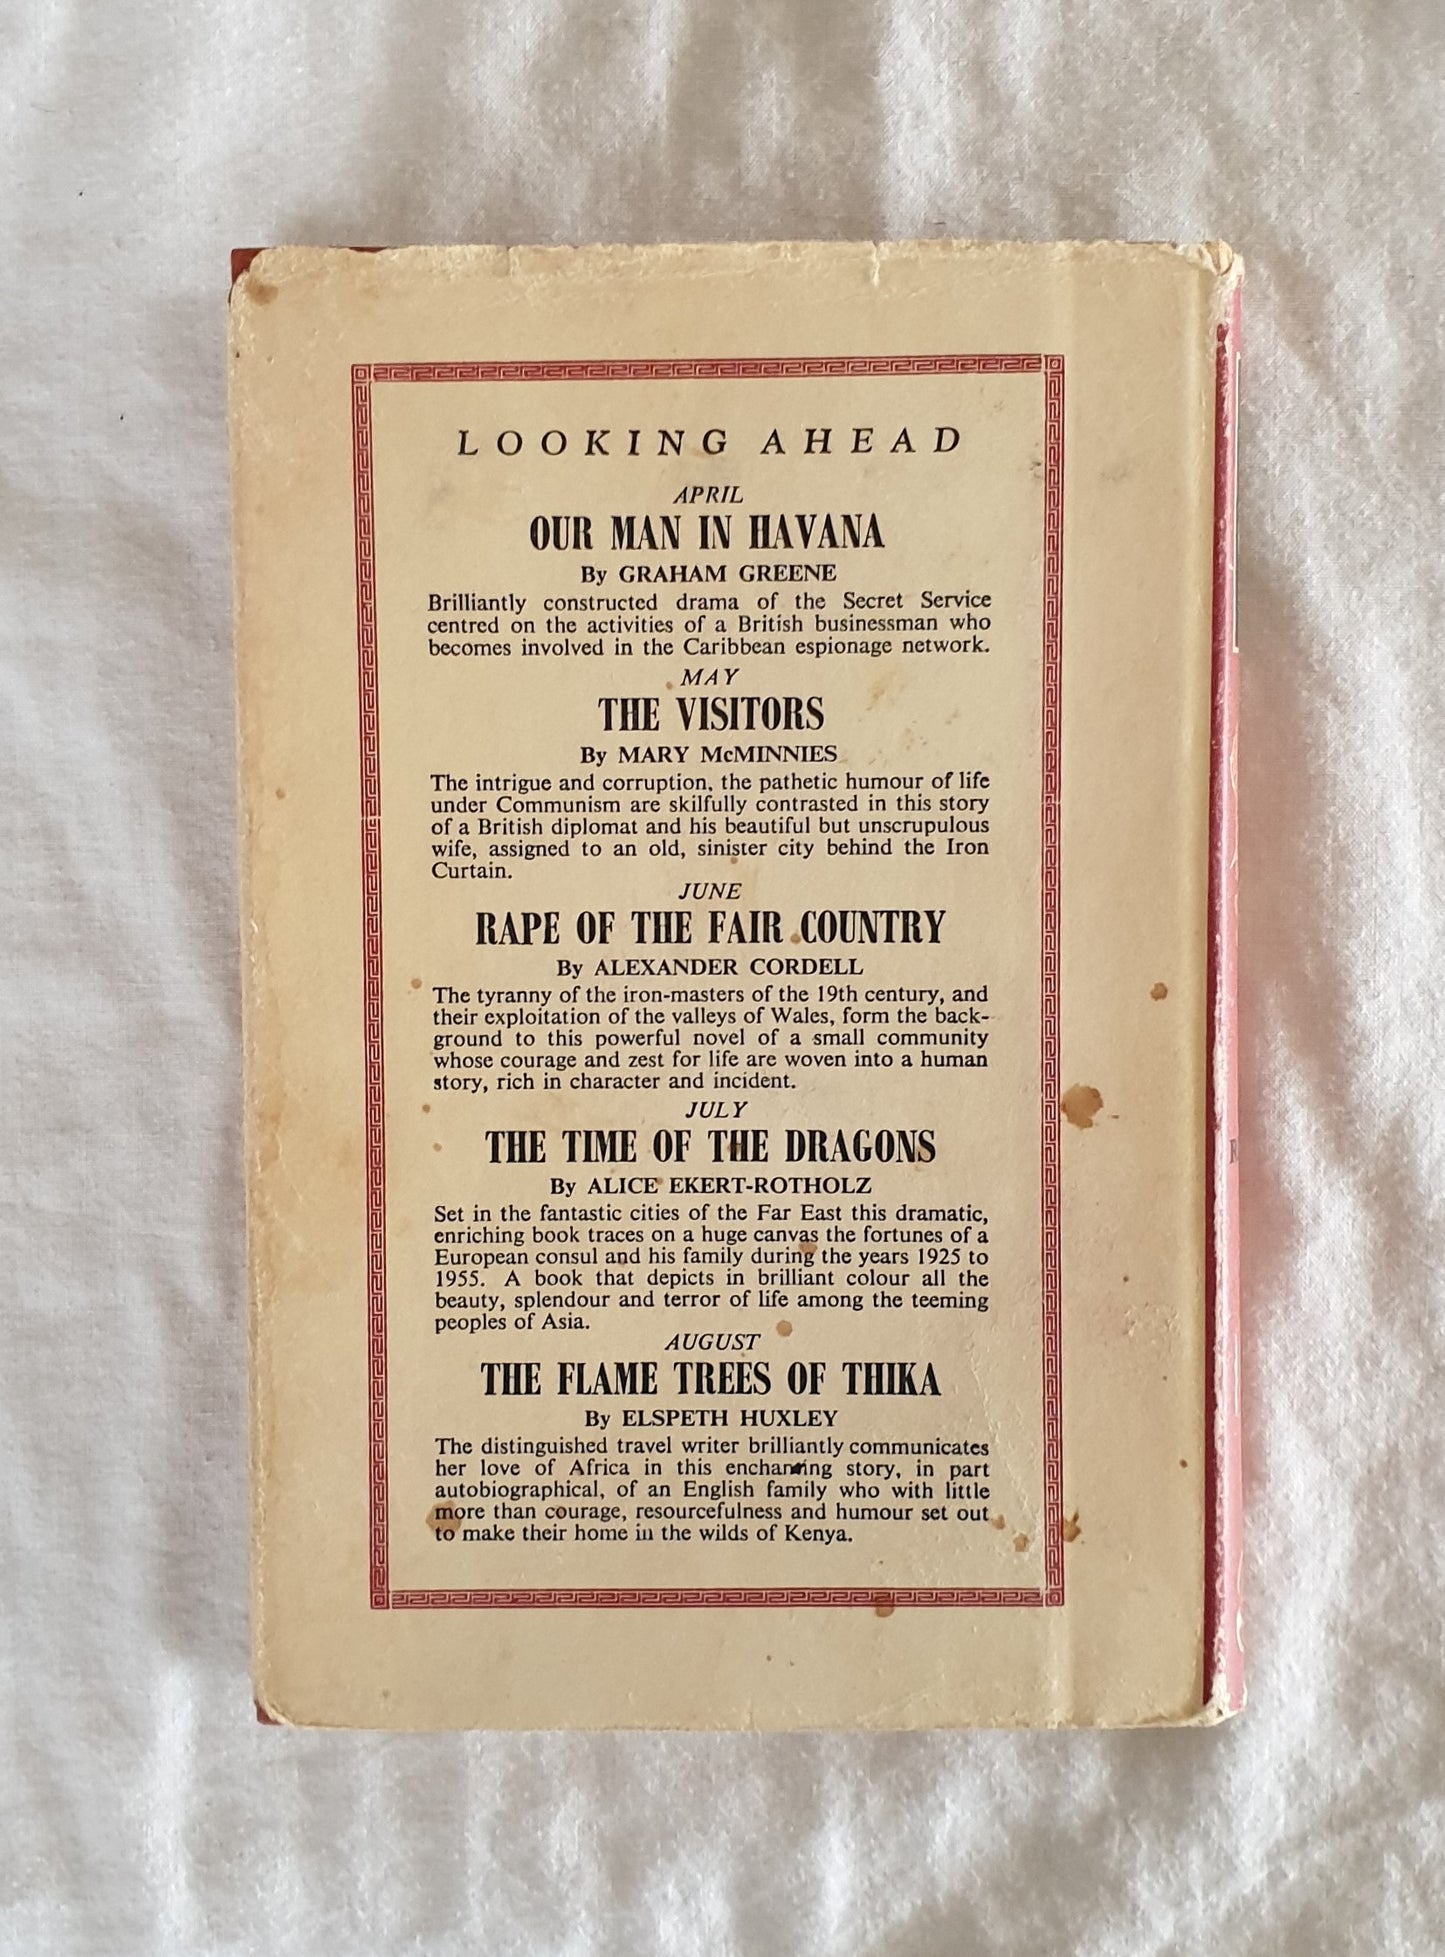 LOOKING AHEAD
APRIL
OUR MAN IN HAVANA
By GRAHAM GREENE
Brilliantly constructed drama of the Secret Service
centred on the activities of a British businessman who
becomes involved in the Caribbean espionage network.
MAY
THE VISITORS
By MARY McMINNIES
The intrigue and corruption, the pathetic humour of life
under Communism are skilfully contrasted in this story
of a British diplomat and his beautiful but unscrupulous
wife, assigned to an old, sinister city behind the Iron
Curtain.
JUNE
RAPE OF THE FAIR COUNTRY
By ALEXANDER CORDELL
The tyranny of the iron-masters of the 19th century, and
their exploitation of the valleys of Wales, form the back-
ground to this powerful novel of a small community
whose courage and zest for life are woven into a human
story, rich in character and incident.
JULY
THE TIME OF THE DRAGONS
By ALICE EKERT-ROTHOLZ
Set in the fantastic cities of the Far East this dramatic,
enriching book traces on a huge canvas the fortunes of a
European consul and his family during the years 1925 to
1955. A book that depicts in brilliant colour all the
beauty, splendour and terror of life among the teeming
peoples of Asia.
AUGUST
THE FLAME TREES OF THIKA
By ELSPETH HUXLEY
The distinguished travel writer brilliantly communicates
her love of Africa in this enchanting story, in part
autobiographical, of an English family who with little
more than courage, resourcefulness and humour set out
to make their home in the wilds of Kenya.